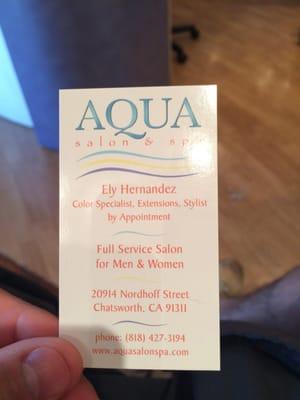 AQUA
salon & spa
Ely Hernandez
Color Specialist, Extensions, Stylist
by Appointment
Full Service Salon
for Men & Women
20914 Nordhoff Street
Chatsworth, CA 91311
phone: (818) 427-3194
www.aquasalonspa.com